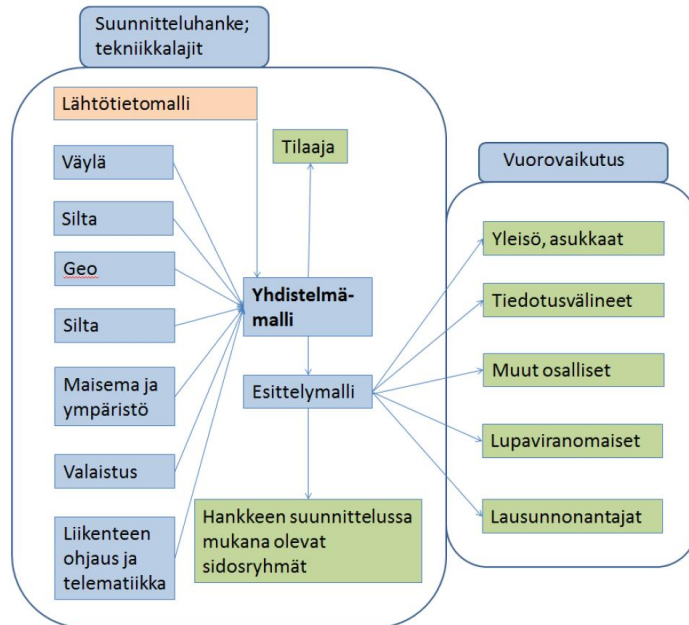 Suunnitteluhanke;
tekniikkalajit
Lähtötietomalli
Väylä
Silta
Geo
Silta
Maisema ja
ympäristö
Valaistus
Liikenteen
ohjaus ja
telematiikka
Tilaaja
Yhdistelmä-
malli
Esittelymalli
Hankkeen suunnittelussa
mukana olevat
sidosryhmät
Vuorovaikutus
Yleisö, asukkaat
Tiedotusvälineet
Muut osalliset
Lupaviranomaiset
Lausunnonantajat